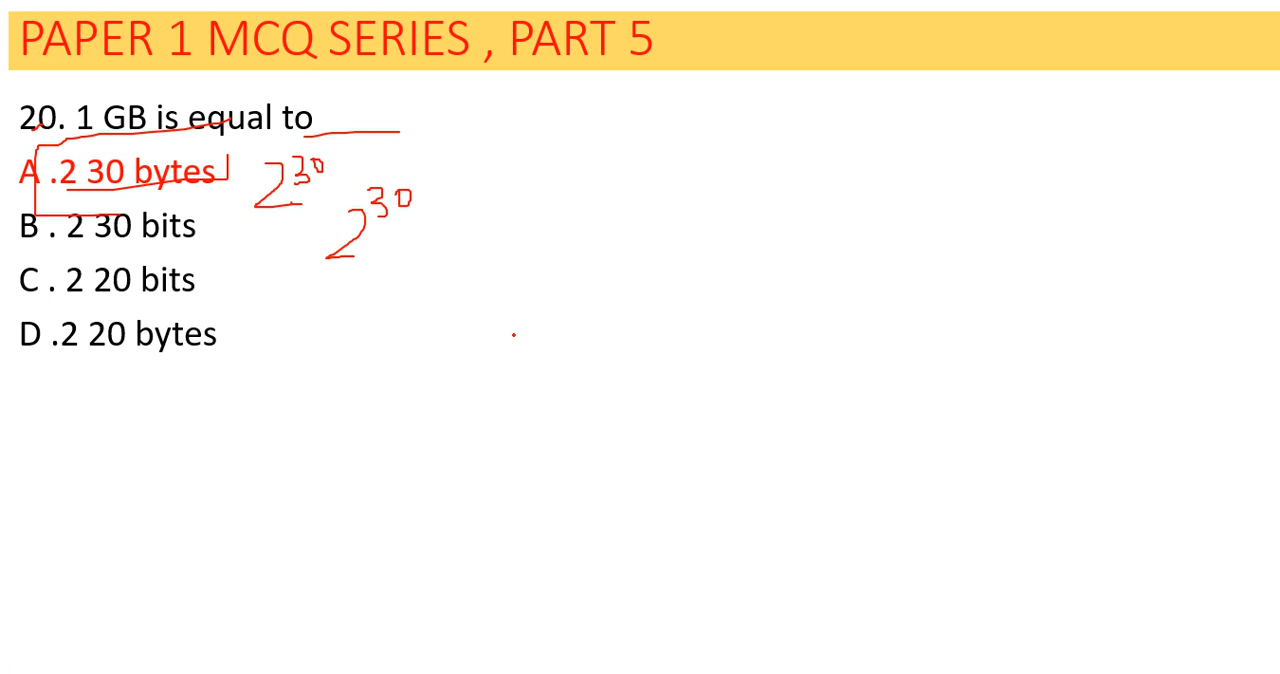 PAPER 1 MCQ SERIES , PART 5
20. 1 GB is equal to
A .2 30 bytes 2³⁰
2³⁰
B . 2 30 bits
C . 2 20 bits
D .2 20 bytes